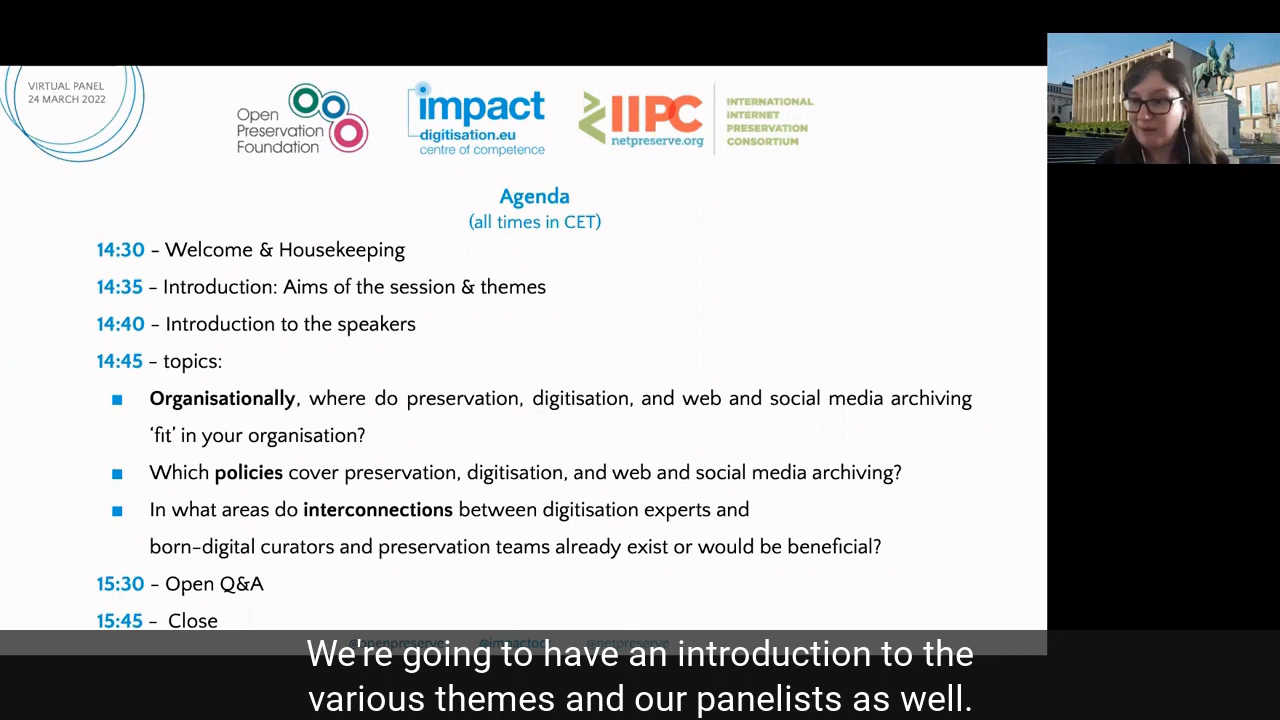 VIRTUAL PANEL
24 MARCH 2022
Open
Preservation
Foundation
impact
digitisation.eu
centre of competence
IIPC
netpreserve.org
INTERNATIONAL
INTERNET
PRESERVATION
CONSORTIUM
Agenda
(all times in CET)
14:30 – Welcome & Housekeeping
14:35 – Introduction: Aims of the session & themes
14:40 – Introduction to the speakers
14:45 – topics:
Organisationally, where do preservation, digitisation, and web and social media archiving
‘fit’ in your organisation?
Which policies cover preservation, digitisation, and web and social media archiving?
In what areas do interconnections between digitisation experts and
born-digital curators and preservation teams already exist or would be beneficial?
15:30 – Open Q&A
15:45 – Close
@openpreserve @impactocr @netpreserve
We're going to have an introduction to the
various themes and our panelists as well.